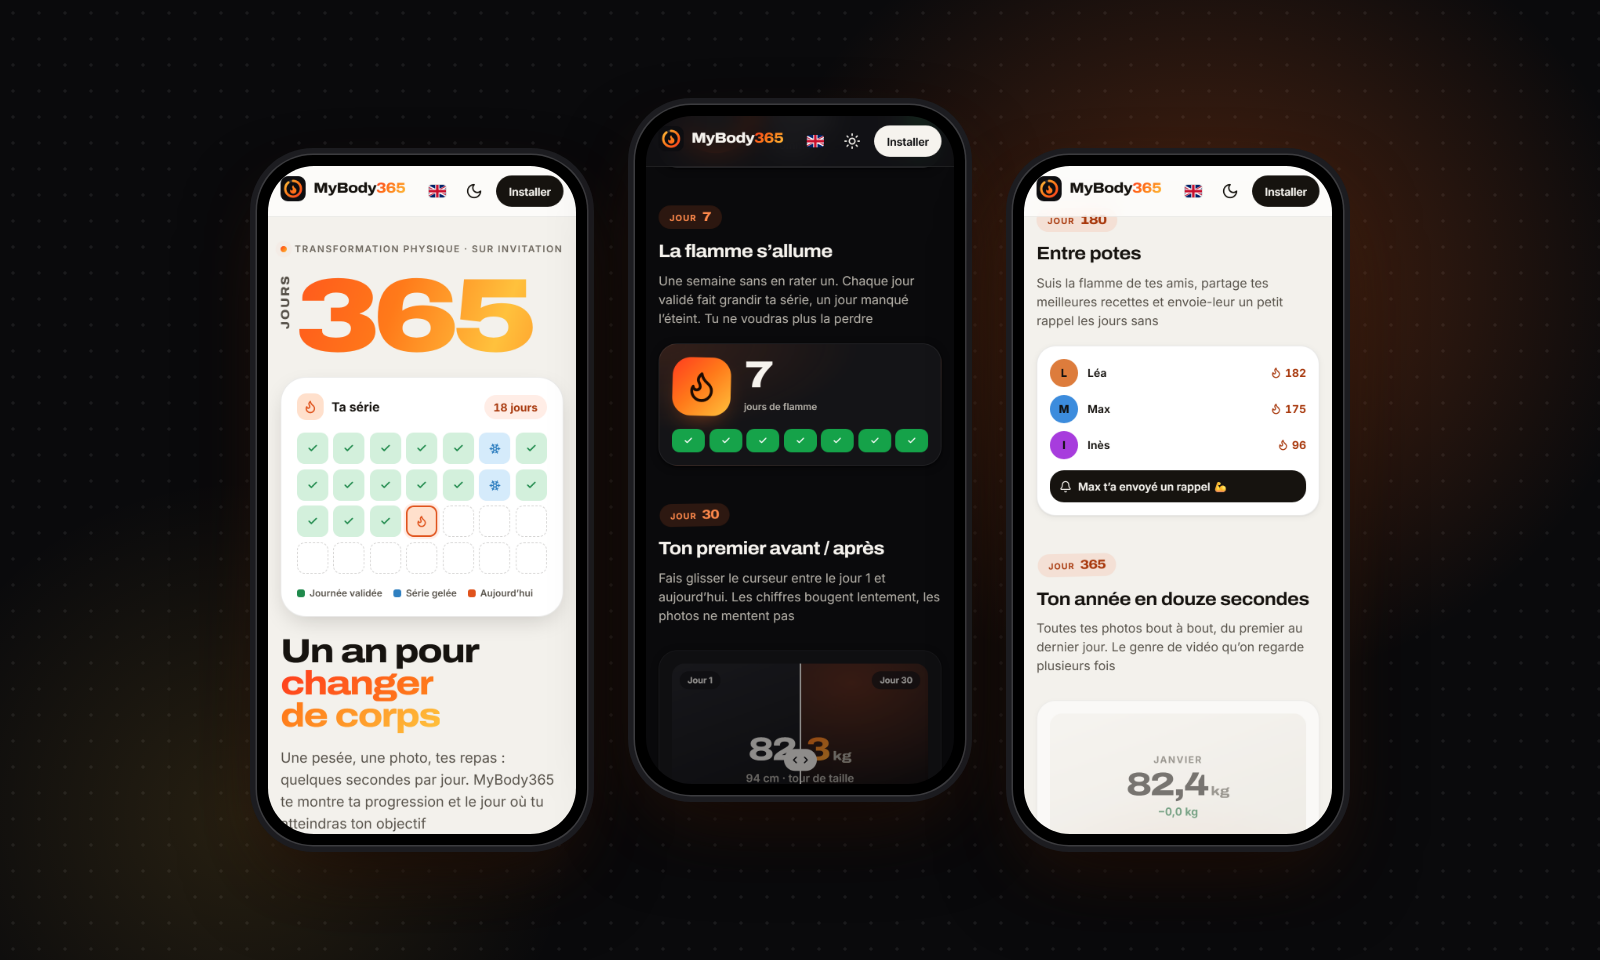 MyBody365
Installer
TRANSFORMATION PHYSIQUE · SUR INVITATION
JOURS
365
Ta série
18 jours
Journée validée
Série gelée
Aujourd'hui
Un an pour
changer
de corps
Une pesée, une photo, tes repas :
quelques secondes par jour. MyBody365
te montre ta progression et le jour où tu
atteindras ton objectif
MyBody365
Installer
JOUR 7
La flamme s'allume
Une semaine sans en rater un. Chaque jour
validé fait grandir ta série, un jour manqué
l'éteint. Tu ne voudras plus la perdre
7
jours de flamme
JOUR 30
Ton premier avant / après
Fais glisser le curseur entre le jour 1 et
aujourd'hui. Les chiffres bougent lentement, les
photos ne mentent pas
Jour 1
Jour 30
82,3 kg
94 cm · tour de taille
MyBody365
Installer
JOUR 180
Entre potes
Suis la flamme de tes amis, partage tes
meilleures recettes et envoie-leur un petit
rappel les jours sans
L Léa 182
M Max 175
I Inès 96
Max t'a envoyé un rappel 💪
JOUR 365
Ton année en douze secondes
Toutes tes photos bout à bout, du premier au
dernier jour. Le genre de vidéo qu'on regarde
plusieurs fois
JANVIER
82,4 kg
−0,0 kg